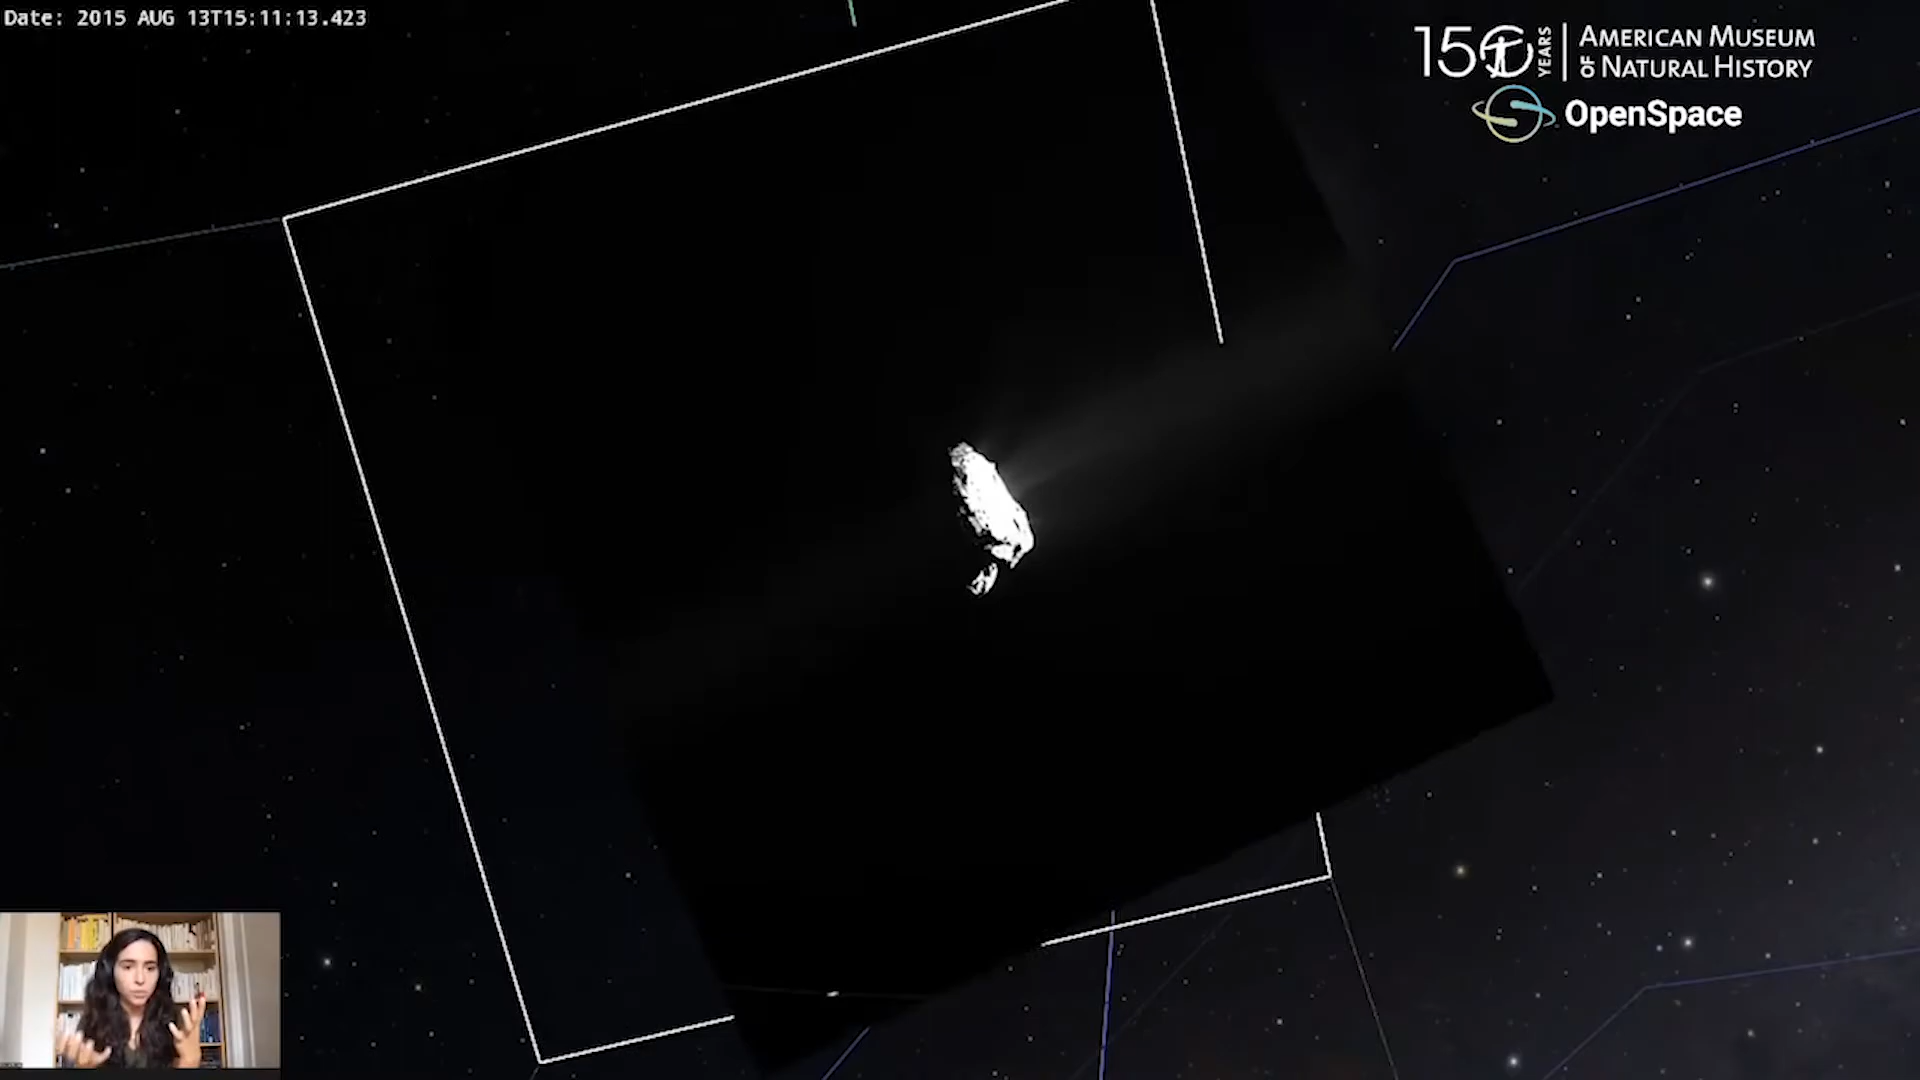 Date: 2015 AUG 13T15:11:13.423
150 YEARS
AMERICAN MUSEUM
OF NATURAL HISTORY
OpenSpace